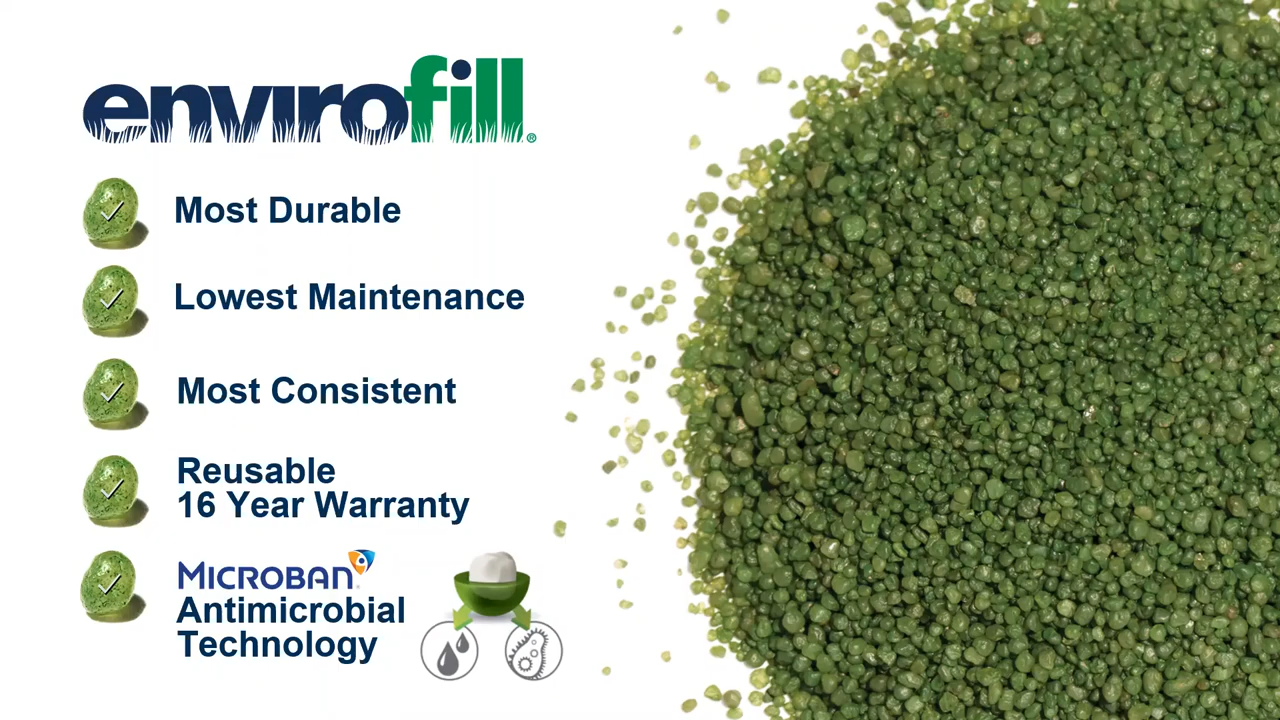 envirofill®
Most Durable
Lowest Maintenance
Most Consistent
Reusable
16 Year Warranty
MICROBAN®
Antimicrobial
Technology